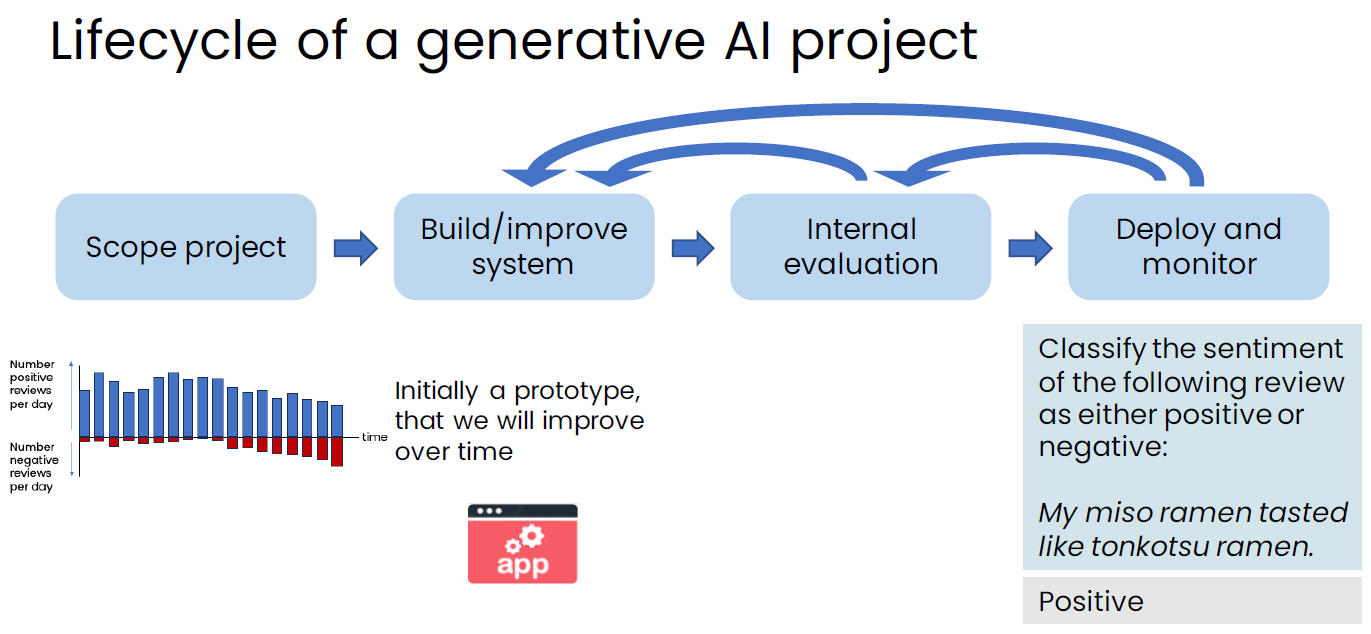 Lifecycle of a generative AI project
Scope project
Build/improve
system
Internal
evaluation
Deploy and
monitor
Number
positive
reviews
per day
time
Number
negative
reviews
per day
Initially a prototype,
that we will improve
over time
app
Classify the sentiment
of the following review
as either positive or
negative:
My miso ramen tasted
like tonkotsu ramen.
Positive